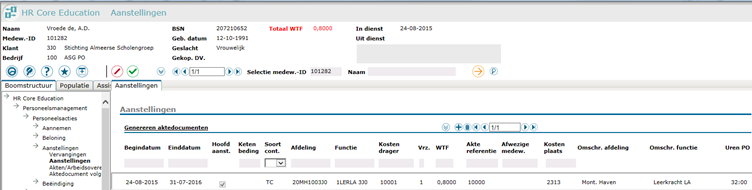 HR Core Education Aanstellingen
Naam Vroede de, A.D. BSN 207210652 Totaal WTF 0,8000 In dienst 24-08-2015
Medew.-ID 101282 Geb. datum 12-10-1991 Uit dienst
Klant 3JJ Stichting Almeerse Scholengroep Geslacht Vrouwelijk
Bedrijf 100 ASG PO Gekop. DV.
1/1 Selectie medew.-ID 101282 Naam
Boomstructuur Populatie Assis Aanstellingen
HR Core Education
Personeelsmanagement
Personeelsacties
Aannemen
Beloning
Aanstellingen
Vervangingen
Aanstellingen
Akten/Arbeidsovere
Aktedocument volg
Beëindiging
Aanstellingen
Genereren aktedocumenten 1/1
Begindatum Einddatum Hoofd aanst. Keten beding Soort cont. Afdeling Functie Kosten drager Vrz. WTF Akte referentie Afwezige medew. Kosten plaats Omschr. afdeling Omschr. functie Uren PO
24-08-2015 31-07-2016 TC 20MH1003J0 1LERLA 3J0 10001 1 0,8000 10000 2313 Mont. Haven Leerkracht LA 32:00